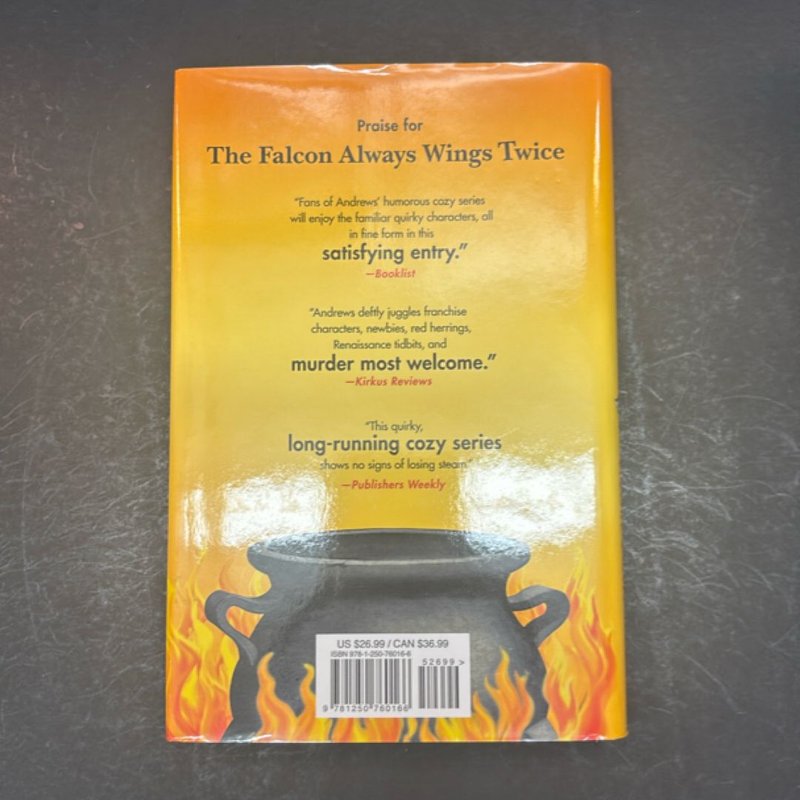 Praise for
The Falcon Always Wings Twice
“Fans of Andrews’ humorous cozy series
will enjoy the familiar quirky characters, all
in fine form in this
satisfying entry.”
—Booklist
“Andrews deftly juggles franchise
characters, newbies, red herrings,
Renaissance tidbits, and
murder most welcome.”
—Kirkus Reviews
“This quirky,
long-running cozy series
shows no signs of losing steam.”
—Publishers Weekly
US $26.99 / CAN $36.99
ISBN 978-1-250-76016-6
52699>
9 781250 760166